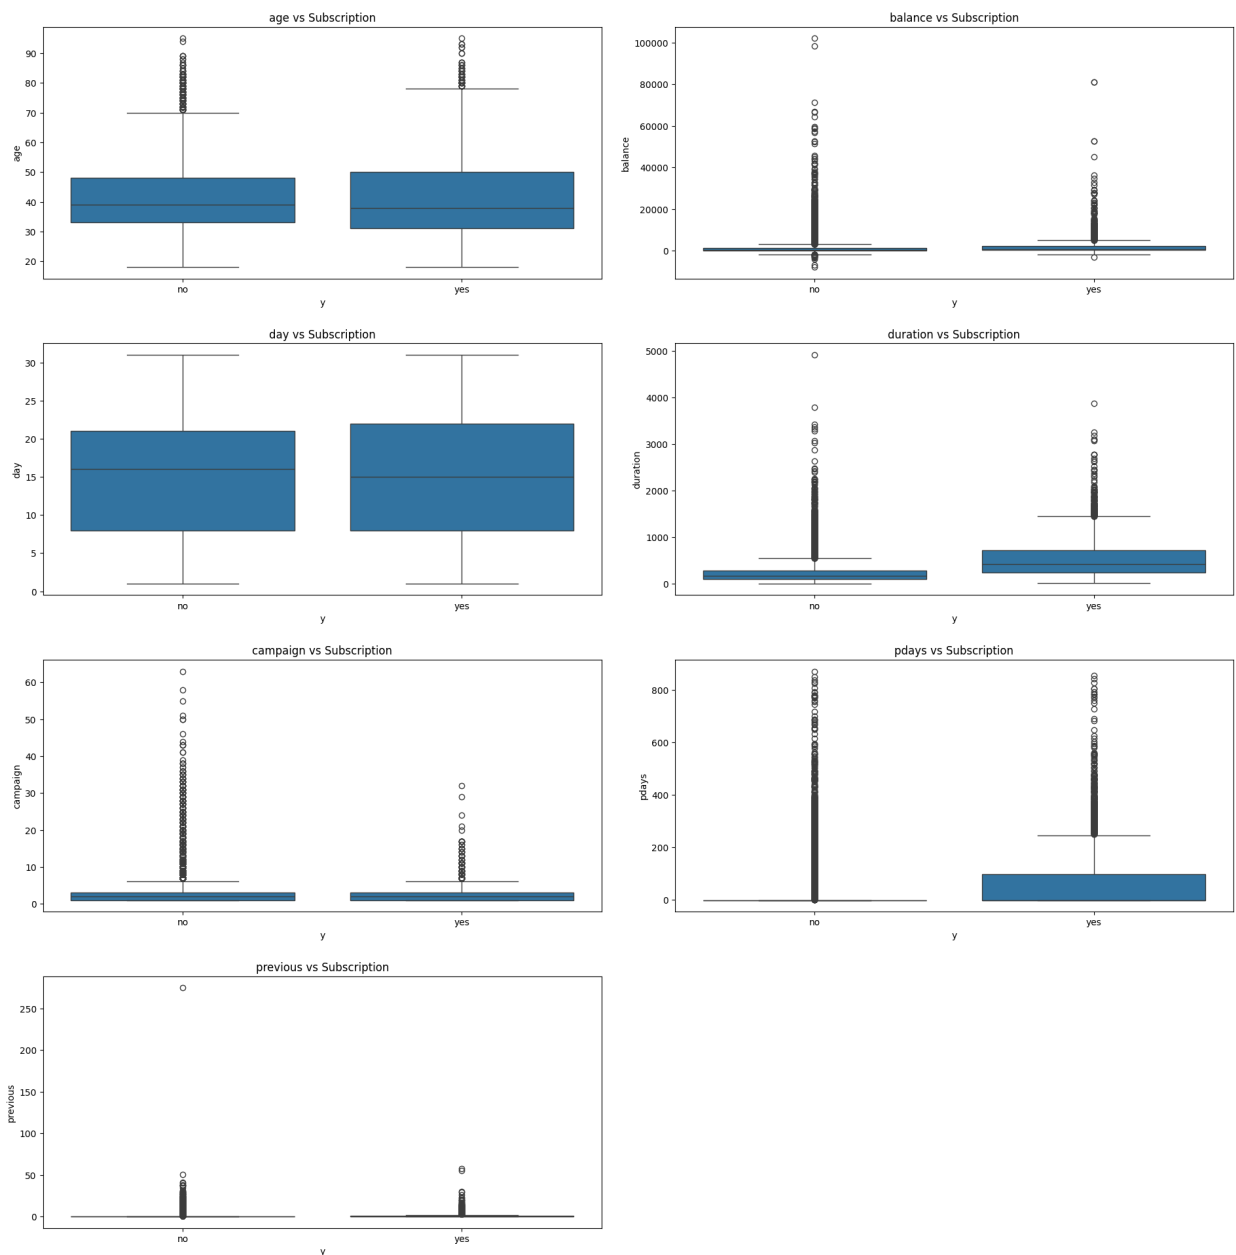 age vs Subscription
age
90
80
70
60
50
40
30
20
no
yes
y
balance vs Subscription
balance
100000
80000
60000
40000
20000
0
no
yes
y
day vs Subscription
day
30
25
20
15
10
5
0
no
yes
y
duration vs Subscription
duration
5000
4000
3000
2000
1000
0
no
yes
y
campaign vs Subscription
campaign
60
50
40
30
20
10
0
no
yes
y
pdays vs Subscription
pdays
800
600
400
200
0
no
yes
y
previous vs Subscription
previous
250
200
150
100
50
0
no
yes
y